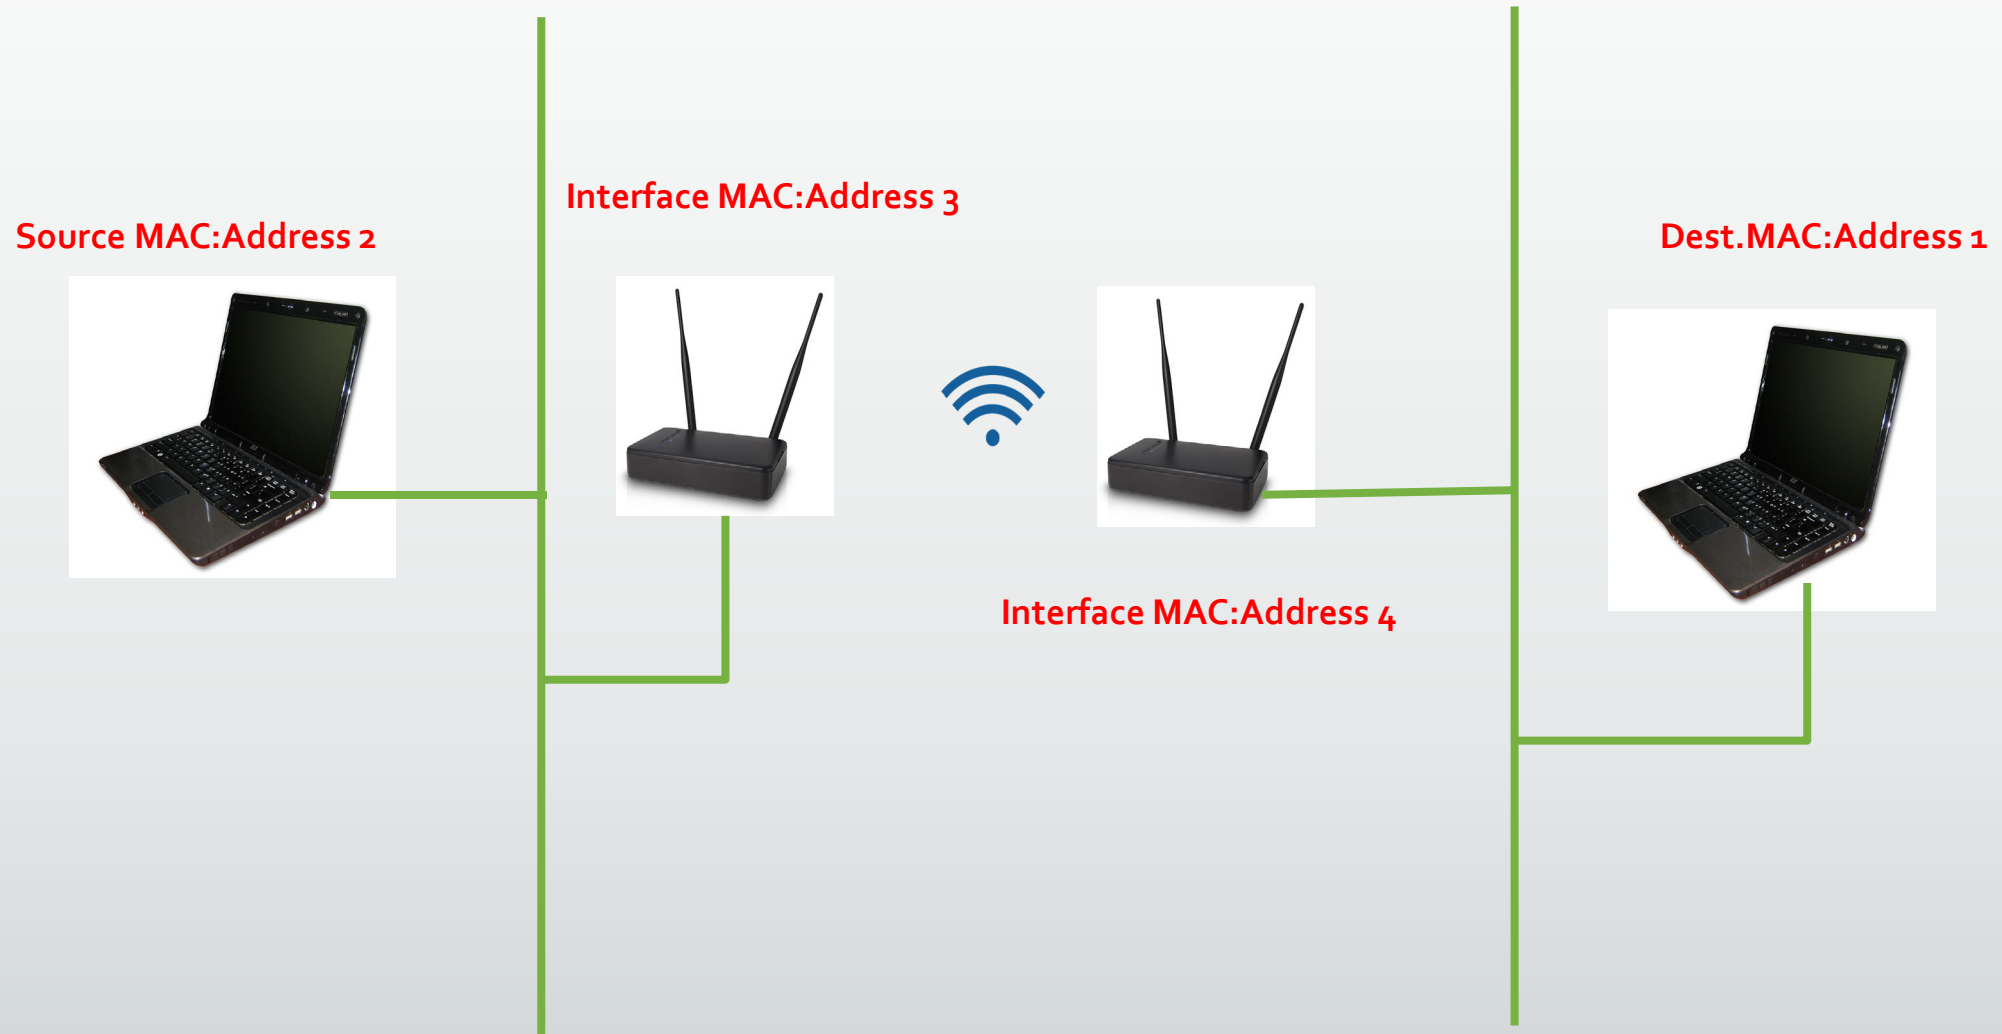 Interface MAC:Address 3
Source MAC:Address 2
Dest.MAC:Address 1
Interface MAC:Address 4